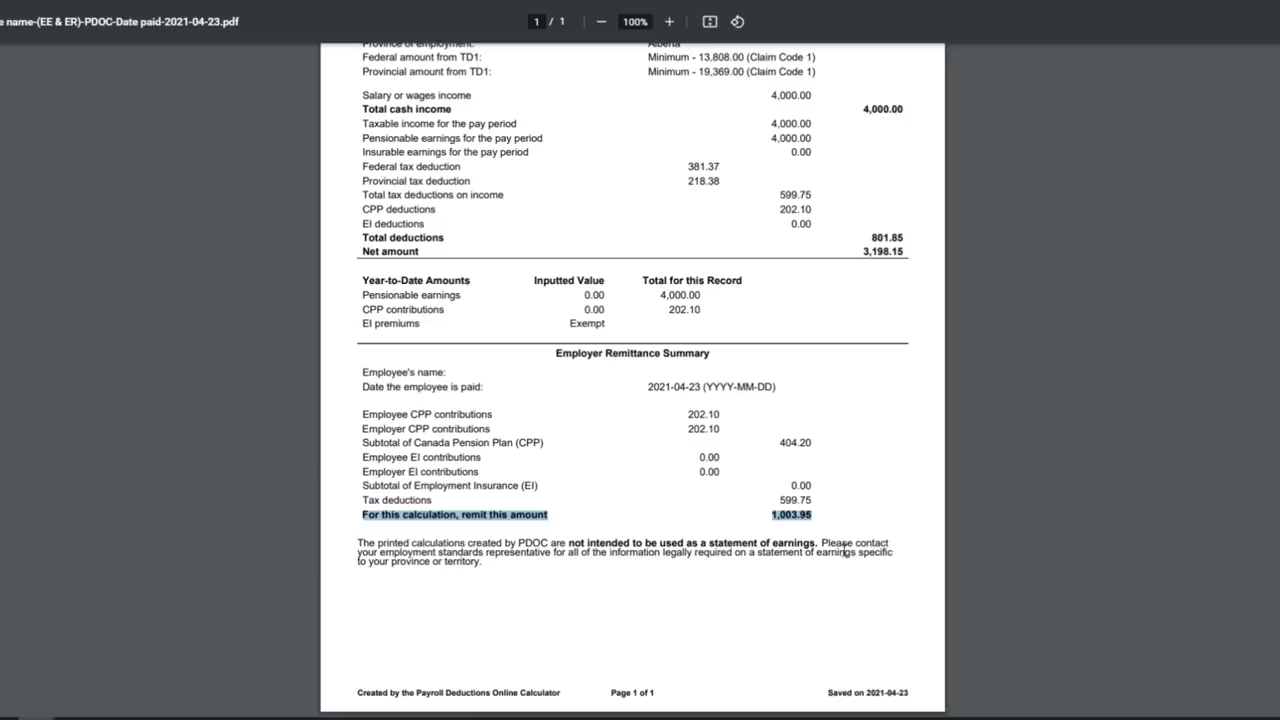 e name-(EE & ER)-PDOC-Date paid-2021-04-23.pdf
1 / 1
100%
Province of employment: Alberta
Federal amount from TD1: Minimum - 13,808.00 (Claim Code 1)
Provincial amount from TD1: Minimum - 19,369.00 (Claim Code 1)
Salary or wages income 4,000.00
Total cash income 4,000.00
Taxable income for the pay period 4,000.00
Pensionable earnings for the pay period 4,000.00
Insurable earnings for the pay period 0.00
Federal tax deduction 381.37
Provincial tax deduction 218.38
Total tax deductions on income 599.75
CPP deductions 202.10
EI deductions 0.00
Total deductions 801.85
Net amount 3,198.15
Year-to-Date Amounts Inputted Value Total for this Record
Pensionable earnings 0.00 4,000.00
CPP contributions 0.00 202.10
EI premiums Exempt
Employer Remittance Summary
Employee's name:
Date the employee is paid: 2021-04-23 (YYYY-MM-DD)
Employee CPP contributions 202.10
Employer CPP contributions 202.10
Subtotal of Canada Pension Plan (CPP) 404.20
Employee EI contributions 0.00
Employer EI contributions 0.00
Subtotal of Employment Insurance (EI) 0.00
Tax deductions 599.75
For this calculation, remit this amount 1,003.95
The printed calculations created by PDOC are not intended to be used as a statement of earnings. Please contact
your employment standards representative for all of the information legally required on a statement of earnings specific
to your province or territory.
Created by the Payroll Deductions Online Calculator Page 1 of 1 Saved on 2021-04-23